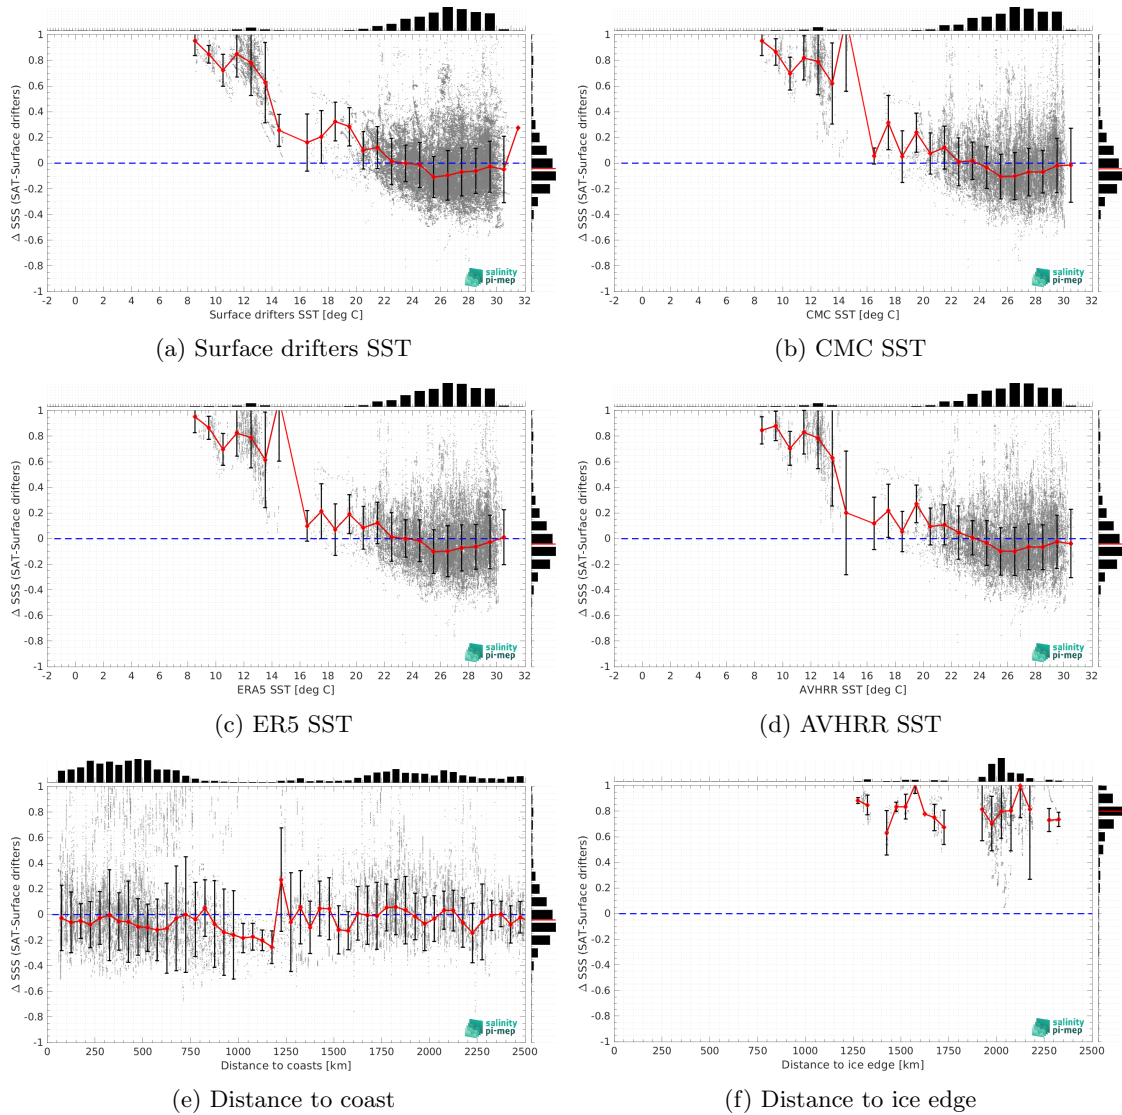 1
0.8
0.6
0.4
0.2
0
-0.2
-0.4
-0.6
-0.8
-1
Δ SSS (SAT-Surface drifters)
salinity
pi-mep
-2 0 2 4 6 8 10 12 14 16 18 20 22 24 26 28 30 32
Surface drifters SST [deg C]
(a) Surface drifters SST
1
0.8
0.6
0.4
0.2
0
-0.2
-0.4
-0.6
-0.8
-1
Δ SSS (SAT-Surface drifters)
salinity
pi-mep
-2 0 2 4 6 8 10 12 14 16 18 20 22 24 26 28 30 32
CMC SST [deg C]
(b) CMC SST
1
0.8
0.6
0.4
0.2
0
-0.2
-0.4
-0.6
-0.8
-1
Δ SSS (SAT-Surface drifters)
salinity
pi-mep
-2 0 2 4 6 8 10 12 14 16 18 20 22 24 26 28 30 32
ERA5 SST [deg C]
(c) ER5 SST
1
0.8
0.6
0.4
0.2
0
-0.2
-0.4
-0.6
-0.8
-1
Δ SSS (SAT-Surface drifters)
salinity
pi-mep
-2 0 2 4 6 8 10 12 14 16 18 20 22 24 26 28 30 32
AVHRR SST [deg C]
(d) AVHRR SST
1
0.8
0.6
0.4
0.2
0
-0.2
-0.4
-0.6
-0.8
-1
Δ SSS (SAT-Surface drifters)
salinity
pi-mep
0 250 500 750 1000 1250 1500 1750 2000 2250 2500
Distance to coasts [km]
(e) Distance to coast
1
0.8
0.6
0.4
0.2
0
-0.2
-0.4
-0.6
-0.8
-1
Δ SSS (SAT-Surface drifters)
salinity
pi-mep
0 250 500 750 1000 1250 1500 1750 2000 2250 2500
Distance to ice edge [km]
(f) Distance to ice edge